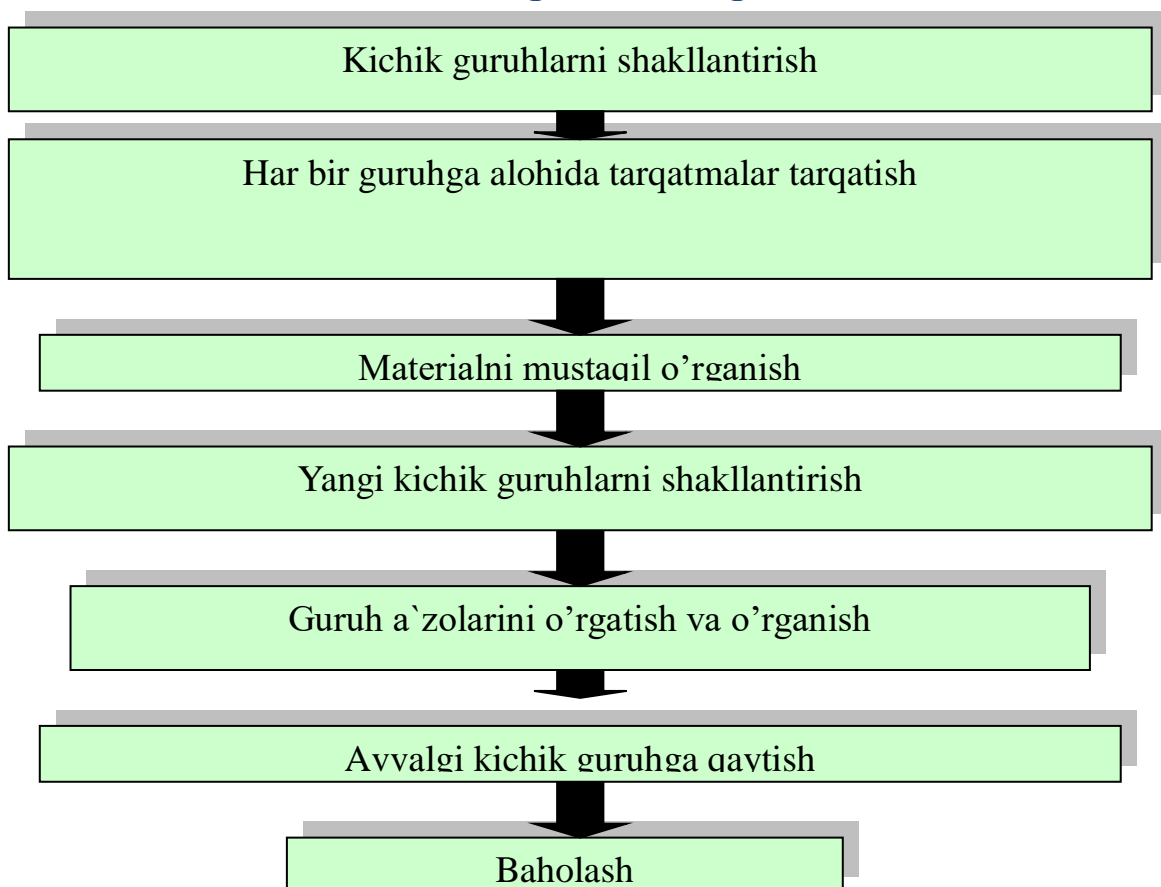 Kichik guruhlarni shakllantirish
Har bir guruhga alohida tarqatmalar tarqatish
Materialni mustaqil o’rganish
Yangi kichik guruhlarni shakllantirish
Guruh a`zolarini o’rgatish va o’rganish
Avvalgi kichik guruhga qaytish
Baholash